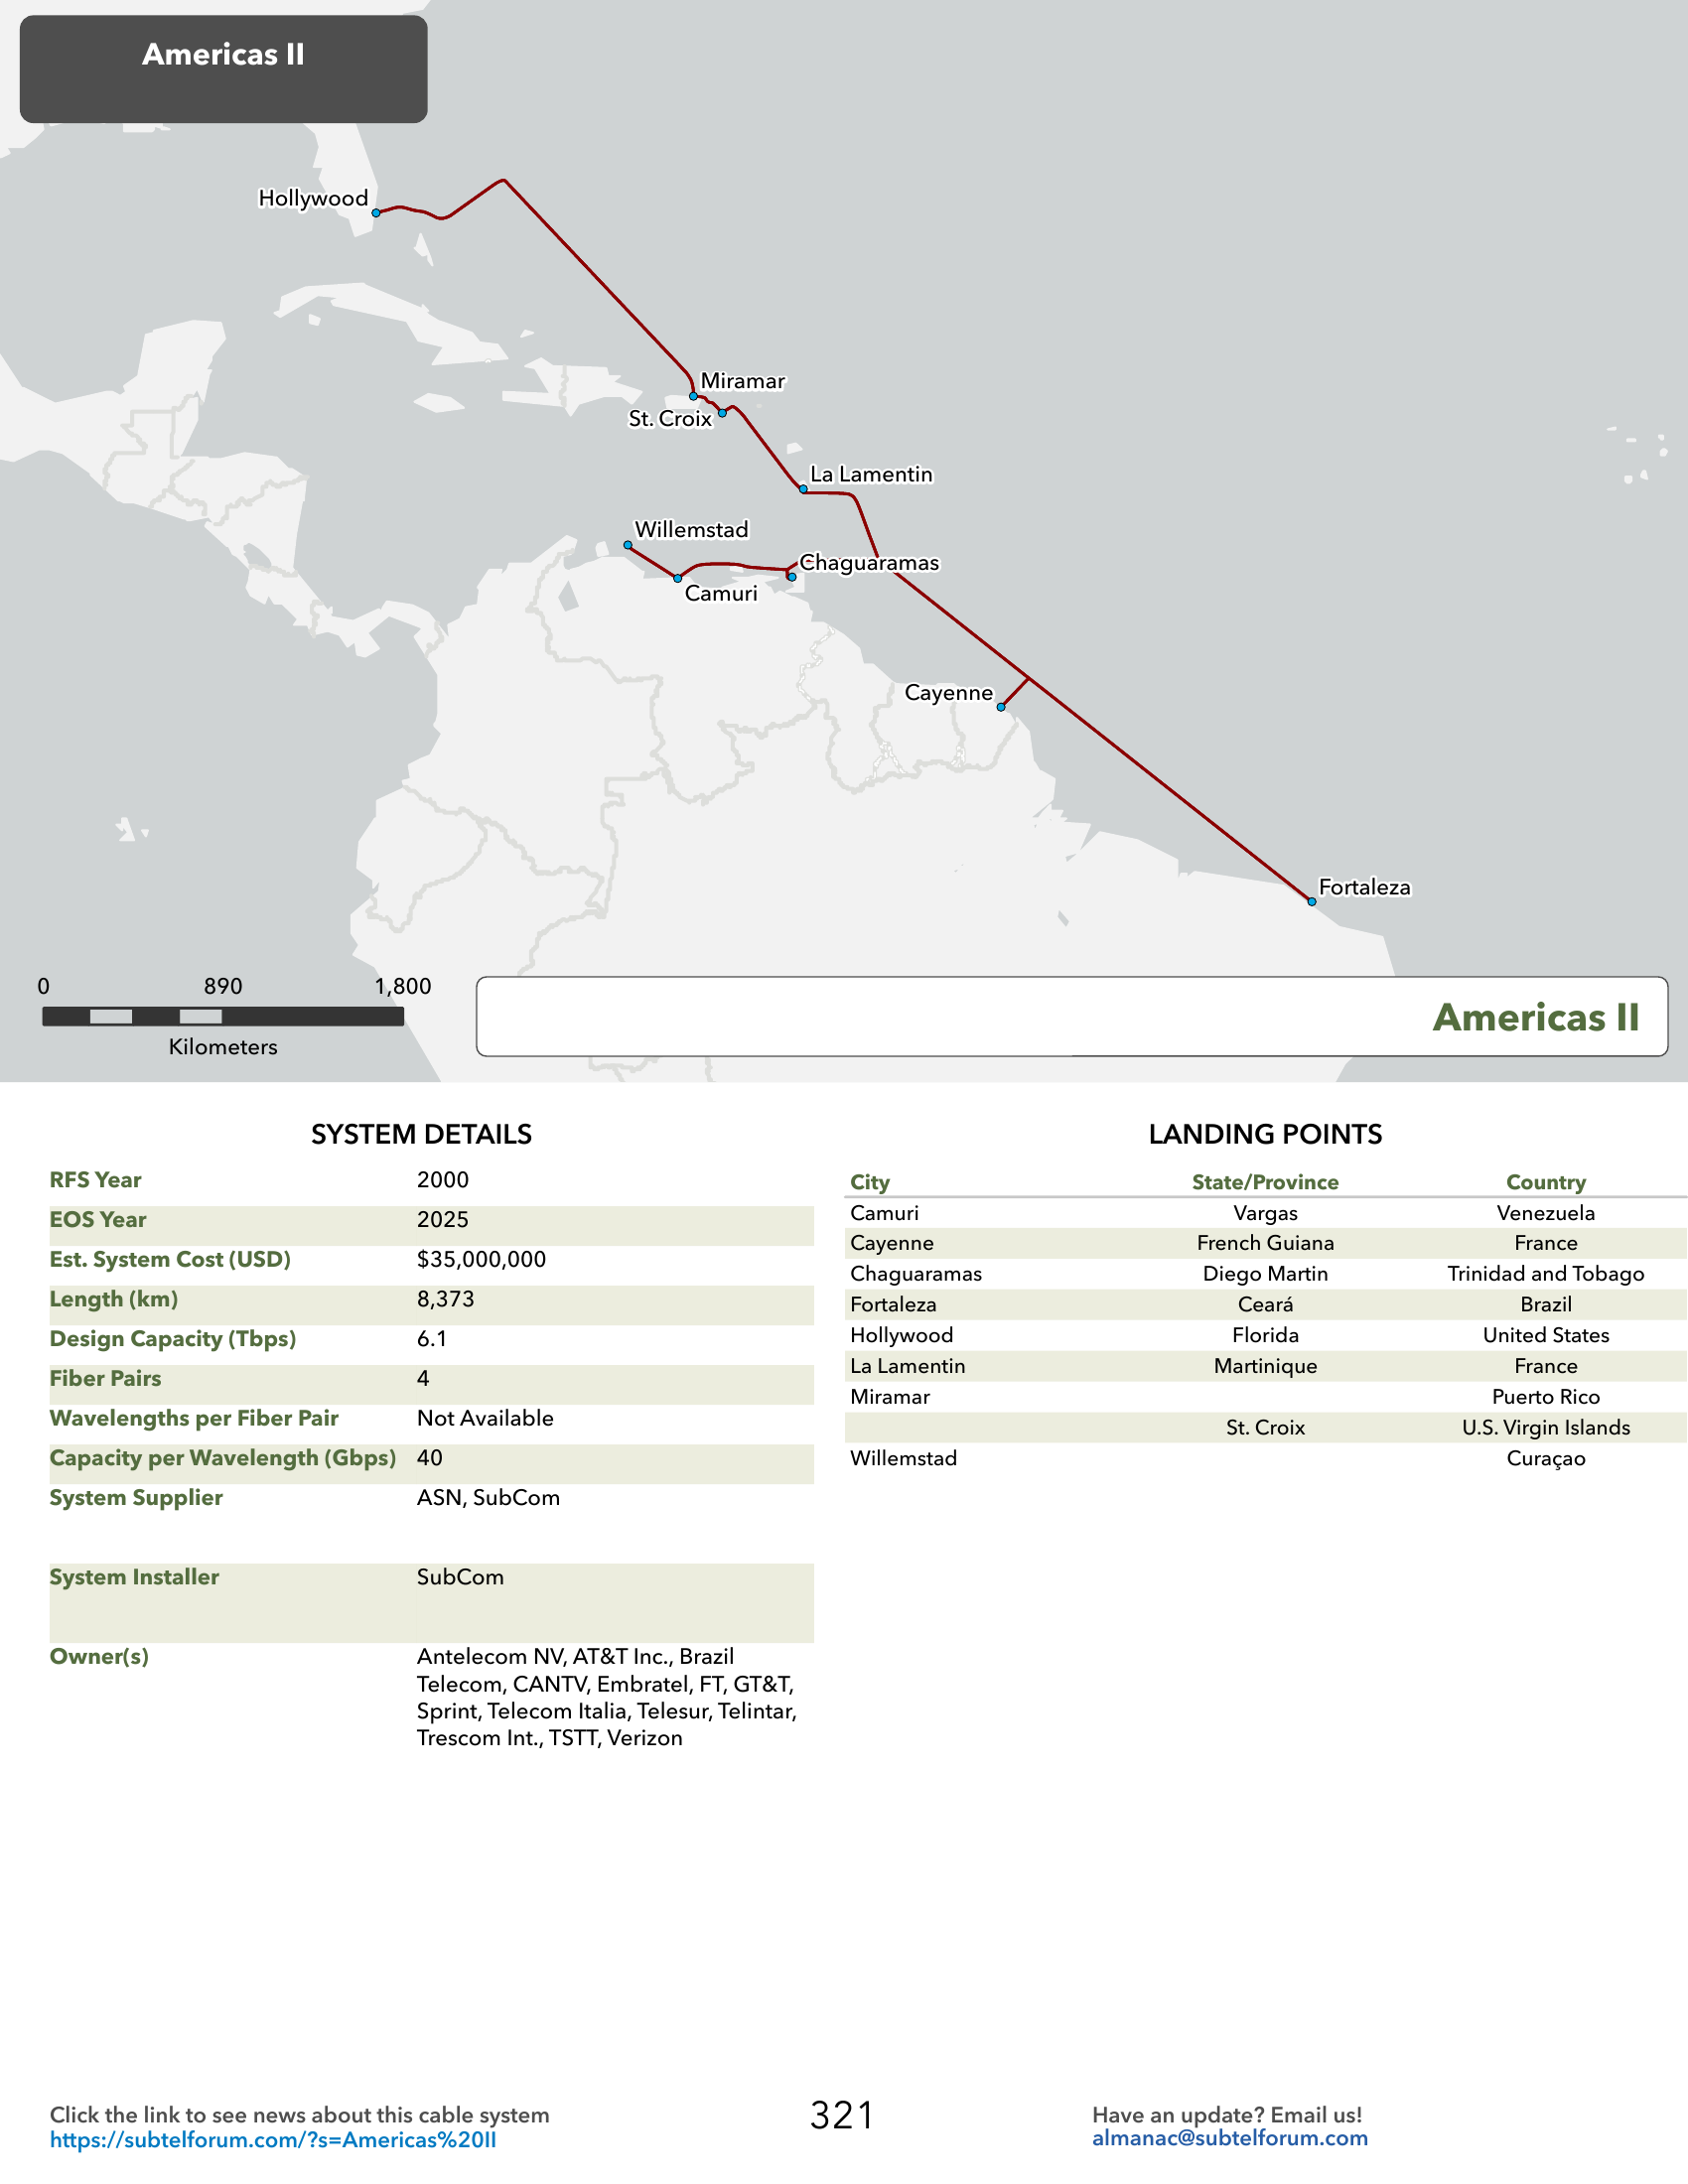 Americas II
Hollywood
Miramar
St. Croix
La Lamentin
Willemstad
Chaguaramas
Camuri
Cayenne
Fortaleza
0 890 1,800
Kilometers
Americas II
SYSTEM DETAILS
RFS Year 2000
EOS Year 2025
Est. System Cost (USD) $35,000,000
Length (km) 8,373
Design Capacity (Tbps) 6.1
Fiber Pairs 4
Wavelengths per Fiber Pair Not Available
Capacity per Wavelength (Gbps) 40
System Supplier ASN, SubCom
System Installer SubCom
Owner(s) Antelecom NV, AT&T Inc., Brazil
Telecom, CANTV, Embratel, FT, GT&T,
Sprint, Telecom Italia, Telesur, Telintar,
Trescom Int., TSTT, Verizon
LANDING POINTS
City State/Province Country
Camuri Vargas Venezuela
Cayenne French Guiana France
Chaguaramas Diego Martin Trinidad and Tobago
Fortaleza Ceará Brazil
Hollywood Florida United States
La Lamentin Martinique France
Miramar Puerto Rico
St. Croix U.S. Virgin Islands
Willemstad Curaçao
Click the link to see news about this cable system
https://subtelforum.com/?s=Americas%20II
321
Have an update? Email us!
almanac@subtelforum.com